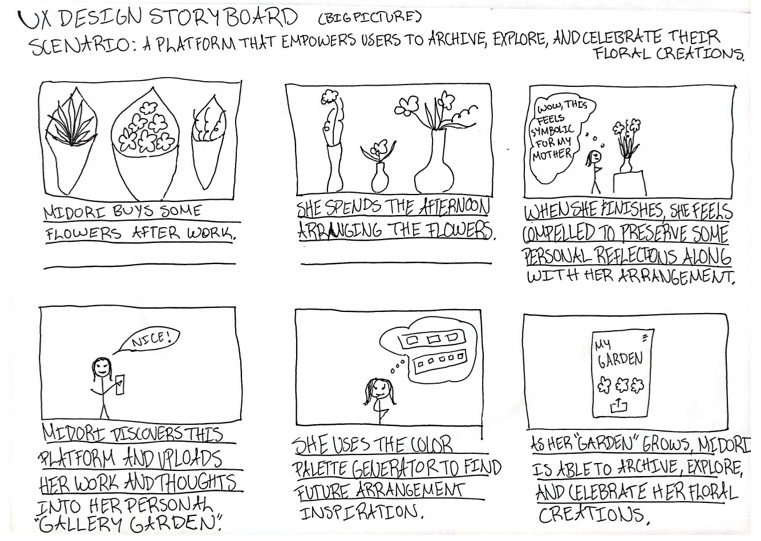 UX DESIGN STORYBOARD (BIG PICTURE)
SCENARIO: A PLATFORM THAT EMPOWERS USERS TO ARCHIVE, EXPLORE, AND CELEBRATE THEIR
FLORAL CREATIONS.
MIDORI BUYS SOME
FLOWERS AFTER WORK.
SHE SPENDS THE AFTERNOON
ARRANGING THE FLOWERS.
WOW, THIS
FEELS
SYMBOLIC
FOR MY
MOTHER
WHEN SHE FINISHES, SHE FEELS
COMPELLED TO PRESERVE SOME
PERSONAL REFLECTIONS ALONG
WITH HER ARRANGEMENT.
NICE!
MIDORI DISCOVERS THIS
PLATFORM AND UPLOADS
HER WORK AND THOUGHTS
INTO HER PERSONAL
"GALLERY GARDEN".
SHE USES THE COLOR
PALETTE GENERATOR TO FIND
FUTURE ARRANGEMENT
INSPIRATION.
MY
GARDEN
AS HER "GARDEN" GROWS, MIDORI
IS ABLE TO ARCHIVE, EXPLORE,
AND CELEBRATE HER FLORAL
CREATIONS.